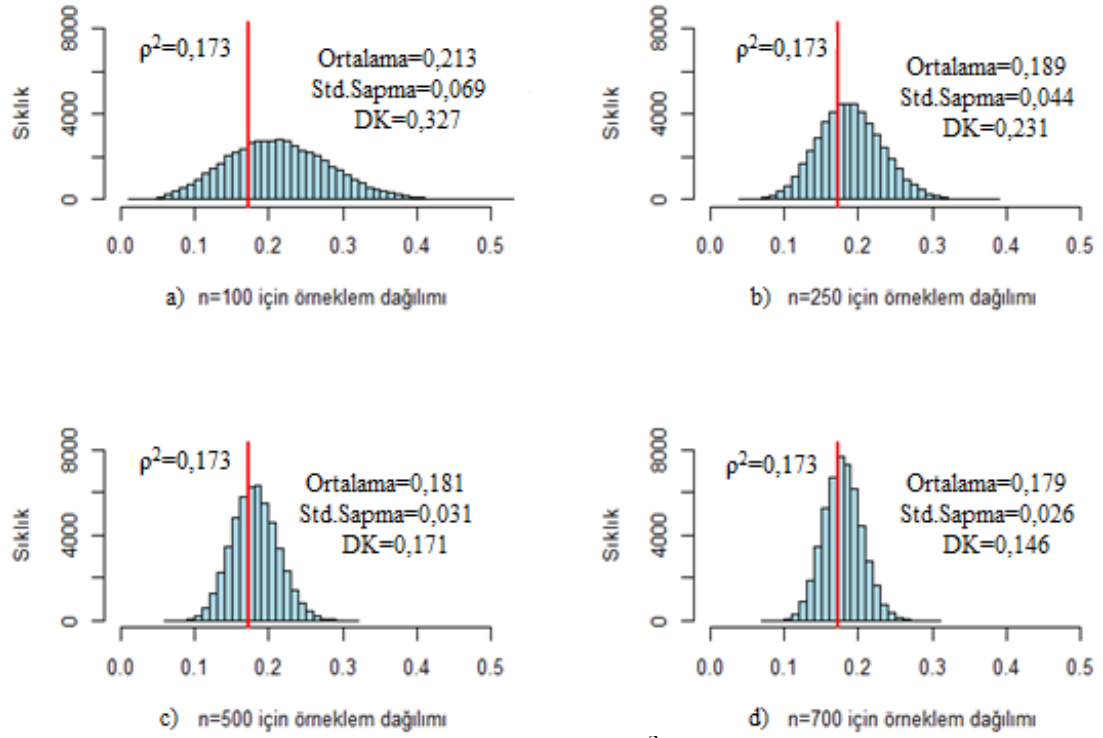 8000
4000
0
Sıklık
ρ²=0,173
Ortalama=0,213
Std.Sapma=0,069
DK=0,327
0.0 0.1 0.2 0.3 0.4 0.5
a) n=100 için örneklem dağılımı
8000
4000
0
Sıklık
ρ²=0,173
Ortalama=0,189
Std.Sapma=0,044
DK=0,231
0.0 0.1 0.2 0.3 0.4 0.5
b) n=250 için örneklem dağılımı
8000
4000
0
Sıklık
ρ²=0,173
Ortalama=0,181
Std.Sapma=0,031
DK=0,171
0.0 0.1 0.2 0.3 0.4 0.5
c) n=500 için örneklem dağılımı
8000
4000
0
Sıklık
ρ²=0,173
Ortalama=0,179
Std.Sapma=0,026
DK=0,146
0.0 0.1 0.2 0.3 0.4 0.5
d) n=700 için örneklem dağılımı